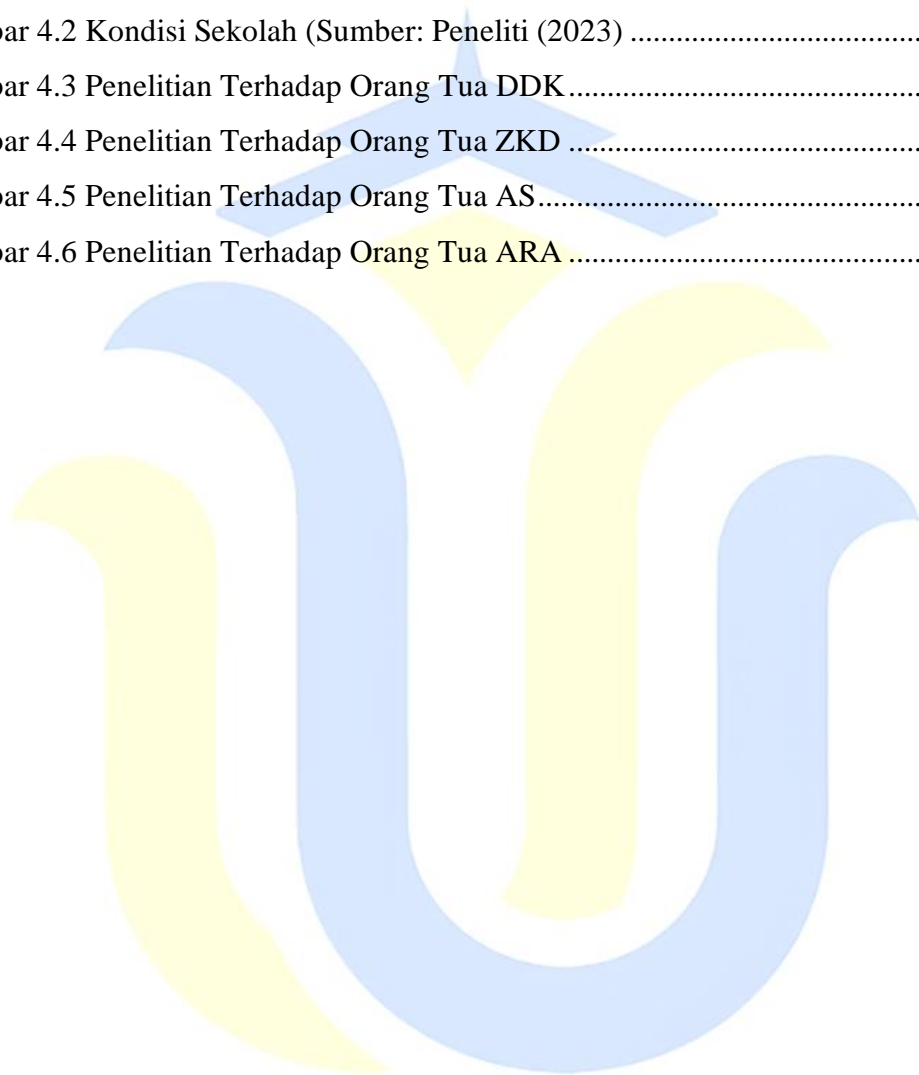 bar 4.2 Kondisi Sekolah (Sumber: Peneliti (2023) ....................................
bar 4.3 Penelitian Terhadap Orang Tua DDK............................................
bar 4.4 Penelitian Terhadap Orang Tua ZKD ............................................
bar 4.5 Penelitian Terhadap Orang Tua AS................................................
bar 4.6 Penelitian Terhadap Orang Tua ARA ............................................